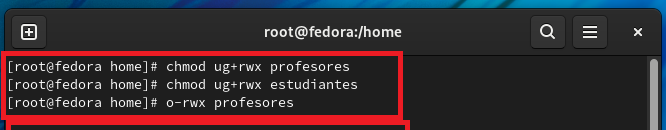 root@fedora:/home
[root@fedora home]# chmod ug+rwx profesores
[root@fedora home]# chmod ug+rwx estudiantes
[root@fedora home]# o-rwx profesores